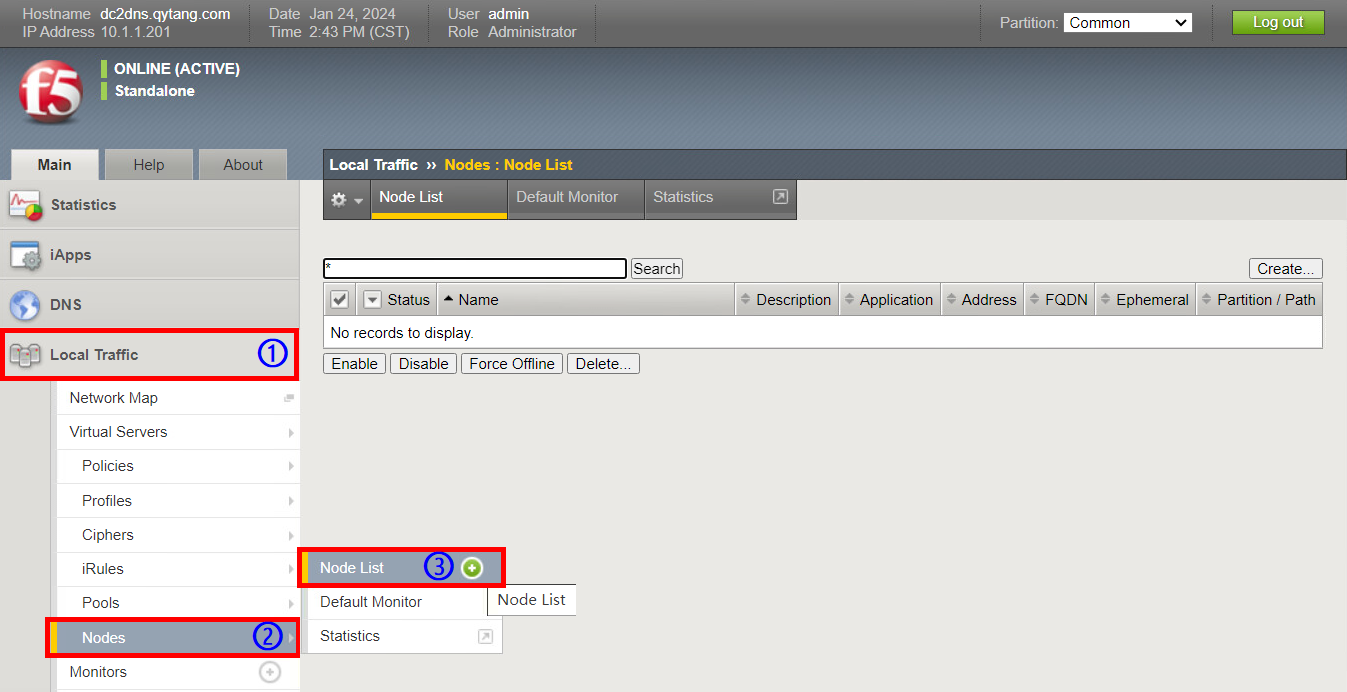 Hostname dc2dns.qytang.com Date Jan 24, 2024 User admin Partition: Common Log out
IP Address 10.1.1.201 Time 2:43 PM (CST) Role Administrator
f5
ONLINE (ACTIVE)
Standalone
Main Help About
Local Traffic ›› Nodes : Node List
Node List Default Monitor Statistics
Statistics
iApps
DNS
Local Traffic ①
Network Map
Virtual Servers
Policies
Profiles
Ciphers
iRules
Pools
Nodes ②
Monitors
* Search Create...
Status Name Description Application Address FQDN Ephemeral Partition / Path
No records to display.
Enable Disable Force Offline Delete...
Node List ③
Default Monitor
Statistics
Node List